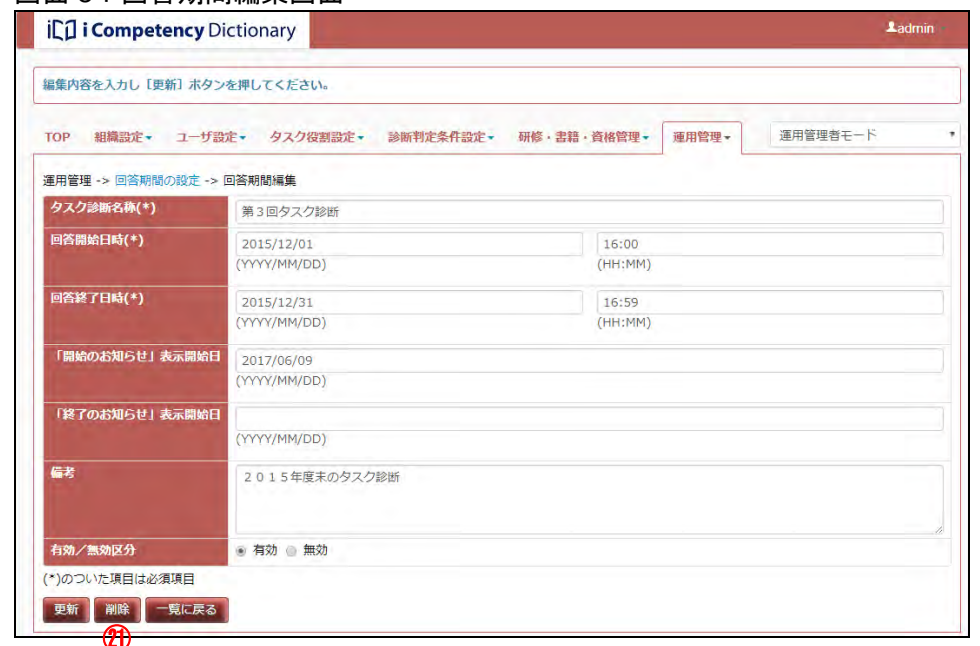 iCD i Competency Dictionary
admin
編集内容を入力し［更新］ボタンを押してください。
TOP 組織設定 ユーザ設定 タスク役割設定 診断判定条件設定 研修・書籍・資格管理 運用管理 運用管理者モード
運用管理 -> 回答期間の設定 -> 回答期間編集
タスク診断名称(*) 第３回タスク診断
回答開始日時(*) 2015/12/01 16:00
(YYYY/MM/DD) (HH:MM)
回答終了日時(*) 2015/12/31 16:59
(YYYY/MM/DD) (HH:MM)
「開始のお知らせ」表示開始日 2017/06/09
(YYYY/MM/DD)
「終了のお知らせ」表示開始日
(YYYY/MM/DD)
備考 ２０１５年度末のタスク診断
有効／無効区分 有効 無効
(*)のついた項目は必須項目
更新 削除 一覧に戻る
㉑